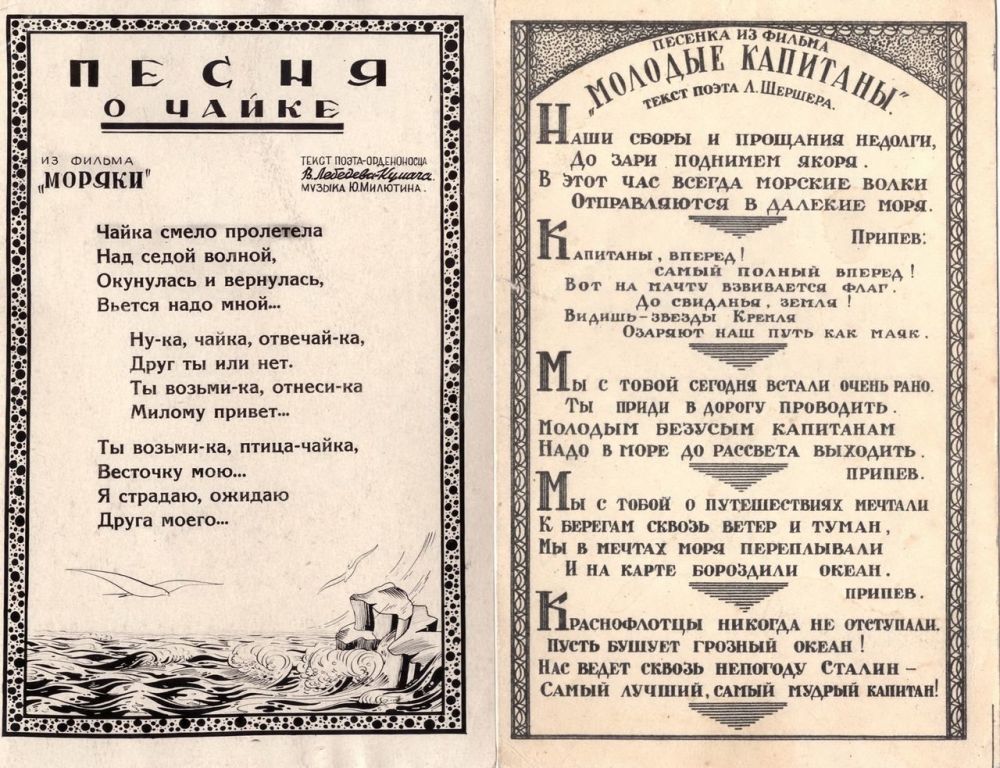 ПЕСНЯ
О ЧАЙКЕ
ИЗ ФИЛЬМА
„МОРЯКИ"
ТЕКСТ ПОЭТА-ОРДЕНОНОСЦА
В. Лебедева-Кумача.
МУЗЫКА Ю. МИЛЮТИНА.
Чайка смело пролетела
Над седой волной,
Окунулась и вернулась,
Вьется надо мной...
Ну-ка, чайка, отвечай-ка,
Друг ты или нет.
Ты возьми-ка, отнеси-ка
Милому привет...
Ты возьми-ка, птица-чайка,
Весточку мою...
Я страдаю, ожидаю
Друга моего...
ПЕСЕНКА ИЗ ФИЛЬМА
„МОЛОДЫЕ КАПИТАНЫ."
ТЕКСТ ПОЭТА Л. ШЕРШЕРА.
НАШИ СБОРЫ И ПРОЩАНИЯ НЕДОЛГИ,
ДО ЗАРИ ПОДНИМЕМ ЯКОРЯ.
В ЭТОТ ЧАС ВСЕГДА МОРСКИЕ ВОЛКИ
ОТПРАВЛЯЮТСЯ В ДАЛЕКИЕ МОРЯ.
ПРИПЕВ:
КАПИТАНЫ, ВПЕРЕД!
САМЫЙ ПОЛНЫЙ ВПЕРЕД!
ВОТ НА МАЧТУ ВЗВИВАЕТСЯ ФЛАГ.
ДО СВИДАНЬЯ, ЗЕМЛЯ!
ВИДИШЬ-ЗВЕЗДЫ КРЕМЛЯ
ОЗАРЯЮТ НАШ ПУТЬ КАК МАЯК.
МЫ С ТОБОЙ СЕГОДНЯ ВСТАЛИ ОЧЕНЬ РАНО.
ТЫ ПРИДИ В ДОРОГУ ПРОВОДИТЬ.
МОЛОДЫМ БЕЗУСЫМ КАПИТАНАМ
НАДО В МОРЕ ДО РАССВЕТА ВЫХОДИТЬ.
ПРИПЕВ.
МЫ С ТОБОЙ О ПУТЕШЕСТВИЯХ МЕЧТАЛИ
К БЕРЕГАМ СКВОЗЬ ВЕТЕР И ТУМАН,
МЫ В МЕЧТАХ МОРЯ ПЕРЕПЛЫВАЛИ
И НА КАРТЕ БОРОЗДИЛИ ОКЕАН.
ПРИПЕВ.
КРАСНОФЛОТЦЫ НИКОГДА НЕ ОТСТУПАЛИ.
ПУСТЬ БУШУЕТ ГРОЗНЫЙ ОКЕАН!
НАС ВЕДЕТ СКВОЗЬ НЕПОГОДУ СТАЛИН –
САМЫЙ ЛУЧШИЙ, САМЫЙ МУДРЫЙ КАПИТАН!